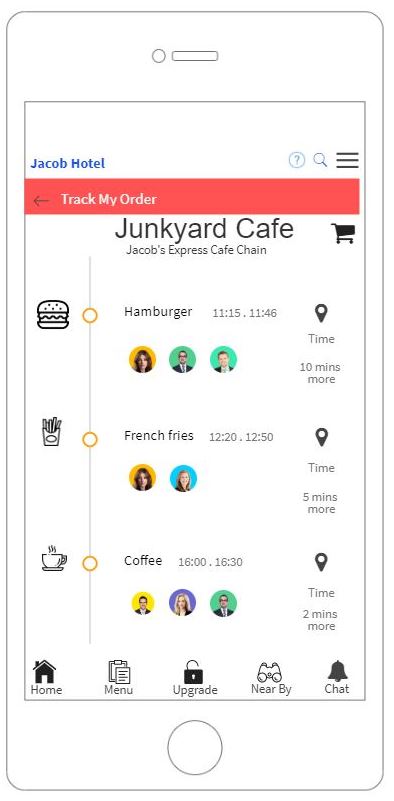 Jacob Hotel
?
Track My Order
Junkyard Cafe
Jacob's Express Cafe Chain
Hamburger 11:15 . 11:46
Time
10 mins
more
French fries 12:20 . 12:50
Time
5 mins
more
Coffee 16:00 . 16:30
Time
2 mins
more
Home Menu Upgrade Near By Chat